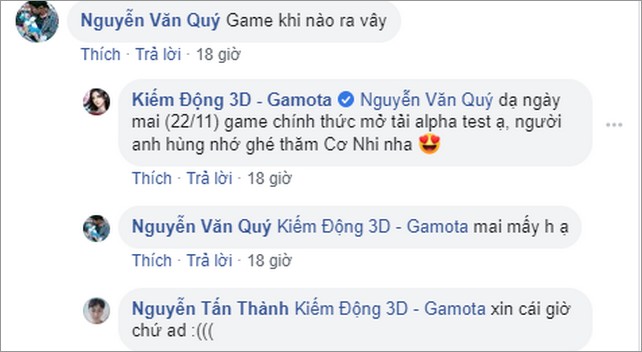 Nguyễn Văn Quý Game khi nào ra vây
Thích · Trả lời · 18 giờ
Kiếm Động 3D - Gamota Nguyễn Văn Quý dạ ngày
mai (22/11) game chính thức mở tải alpha test ạ, người
anh hùng nhớ ghé thăm Cơ Nhi nha 😍
Thích · Trả lời · 18 giờ
Nguyễn Văn Quý Kiếm Động 3D - Gamota mai mấy h ạ
Thích · Trả lời · 18 giờ
Nguyễn Tấn Thành Kiếm Động 3D - Gamota xin cái giờ
chứ ad :(((